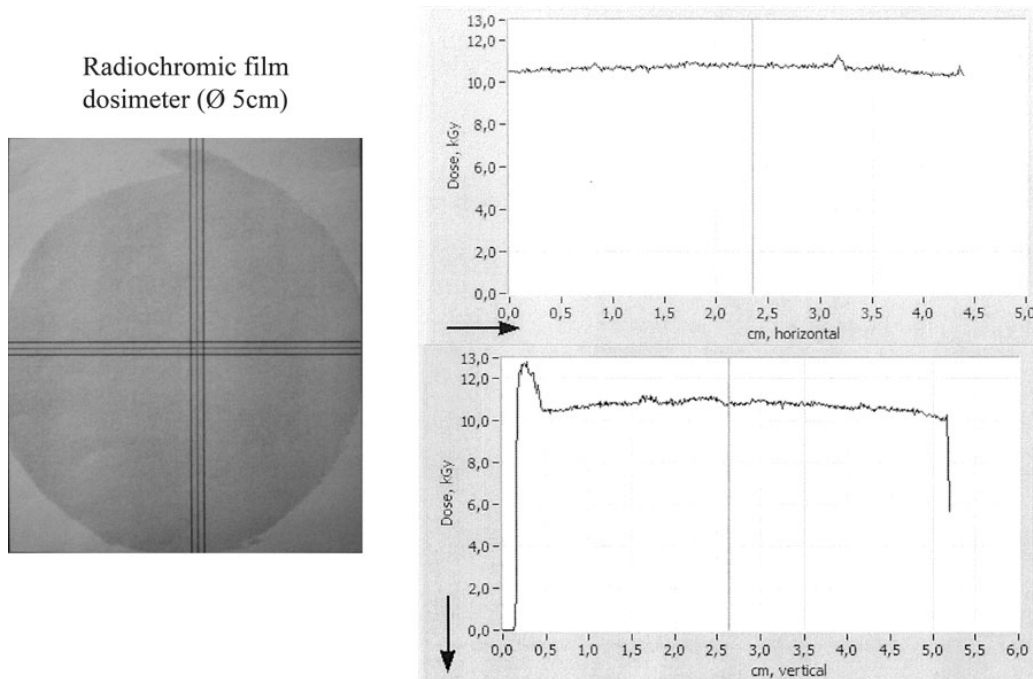 Radiochromic film
dosimeter (Ø 5cm)
13,0
12,0
10,0
8,0
6,0
4,0
2,0
0,0
Dose, kGy
0,0 0,5 1,0 1,5 2,0 2,5 3,0 3,5 4,0 4,5 5,0
cm, horizontal
13,0
12,0
10,0
8,0
6,0
4,0
2,0
0,0
Dose, kGy
0,0 0,5 1,0 1,5 2,0 2,5 3,0 3,5 4,0 4,5 5,0 5,5 6,0
cm, vertical